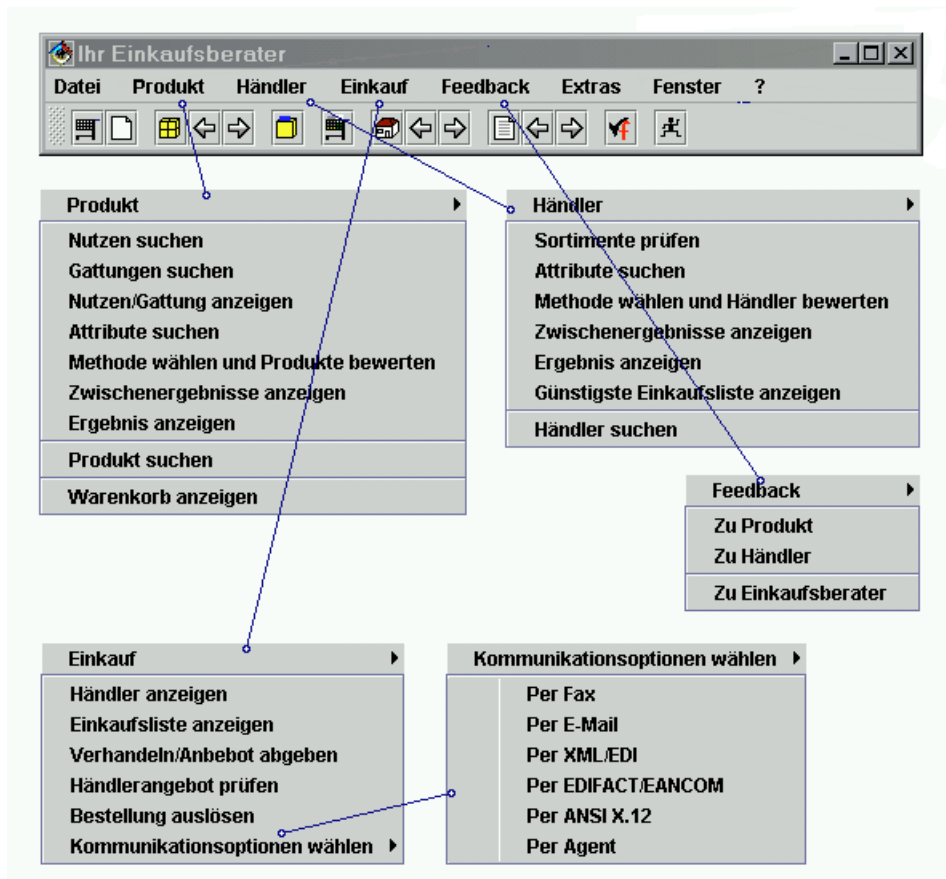 Ihr Einkaufsberater
Datei Produkt Händler Einkauf Feedback Extras Fenster ?
Produkt
Nutzen suchen
Gattungen suchen
Nutzen/Gattung anzeigen
Attribute suchen
Methode wählen und Produkte bewerten
Zwischenergebnisse anzeigen
Ergebnis anzeigen
Produkt suchen
Warenkorb anzeigen
Händler
Sortimente prüfen
Attribute suchen
Methode wählen und Händler bewerten
Zwischenergebnisse anzeigen
Ergebnis anzeigen
Günstigste Einkaufsliste anzeigen
Händler suchen
Feedback
Zu Produkt
Zu Händler
Zu Einkaufsberater
Einkauf
Händler anzeigen
Einkaufsliste anzeigen
Verhandeln/Anbebot abgeben
Händlerangebot prüfen
Bestellung auslösen
Kommunikationsoptionen wählen
Kommunikationsoptionen wählen
Per Fax
Per E-Mail
Per XML/EDI
Per EDIFACT/EANCOM
Per ANSI X.12
Per Agent